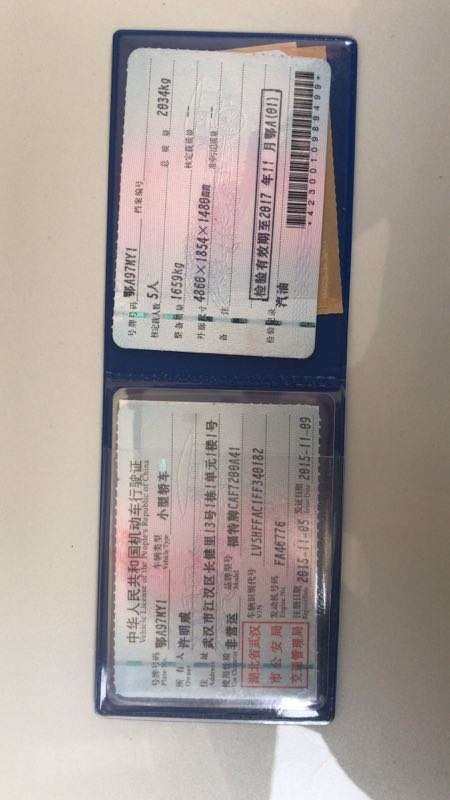 中华人民共和国机动车行驶证
Vehicle License of the People's Republic of China
号牌号码 鄂A97MY1 车辆类型 小型轿车
Plate No. Vehicle Type
所有人 许明威
Owner
住址 武汉市江汉区长健里13号1栋1单元1楼1号
Address
使用性质 非营运 品牌型号 福特牌CAF7200A41
Use Character Model
湖北省武汉
市公安局
交通管理局
车辆识别代号 LVSHFFAC1FF340182
VIN
发动机号码 FA46776
Engine No.
注册日期 2015-11-05 发证日期 2015-11-09
Register Date Issue Date
号牌号码 鄂A97MY1 档案编号
核定载人数 5人 总质量 2034kg
整备质量 1659kg 核定载质量 --
外廓尺寸 4860×1854×1480mm 准牵引总质量 --
备注
检验有效期至2017年11月鄂A(01)
检验记录 汽油
*4230010989499*